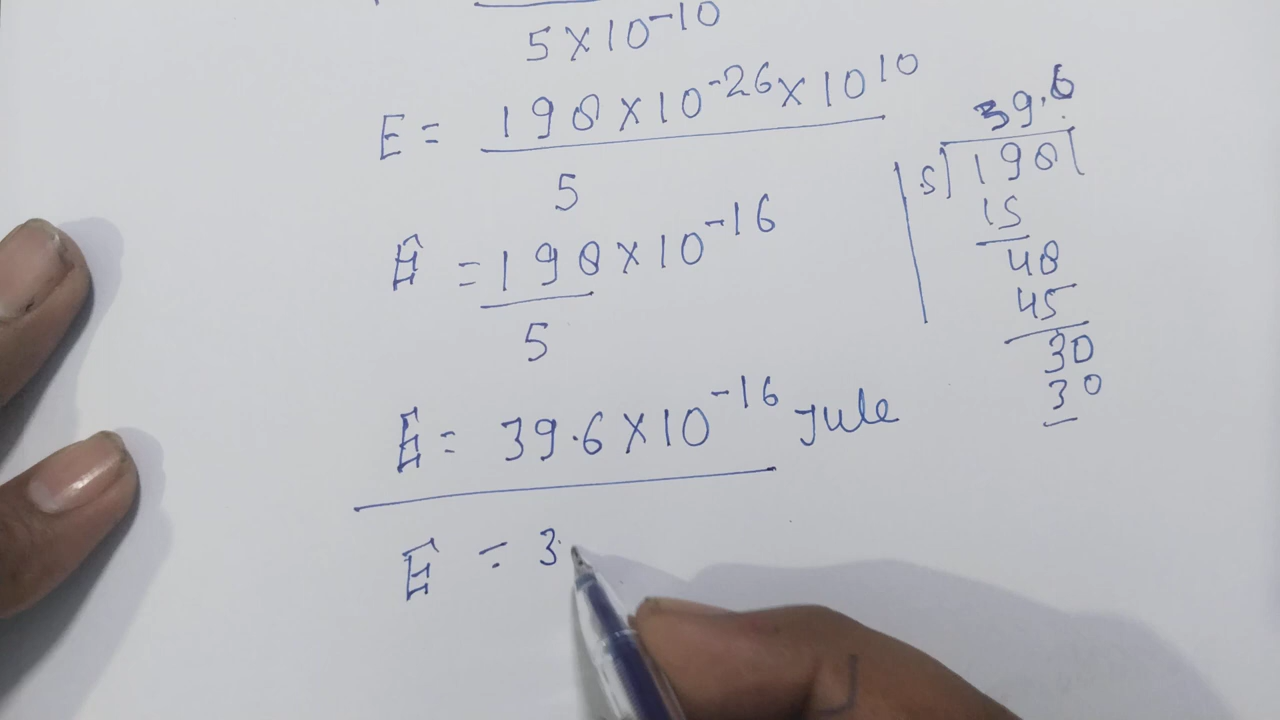 5×10⁻¹⁰
E = 198×10⁻²⁶×10¹⁰
5
E = 198×10⁻¹⁶
5
E = 39.6×10⁻¹⁶ Jule
E = 3.
39.6
5)198(
15
48
45
30
30